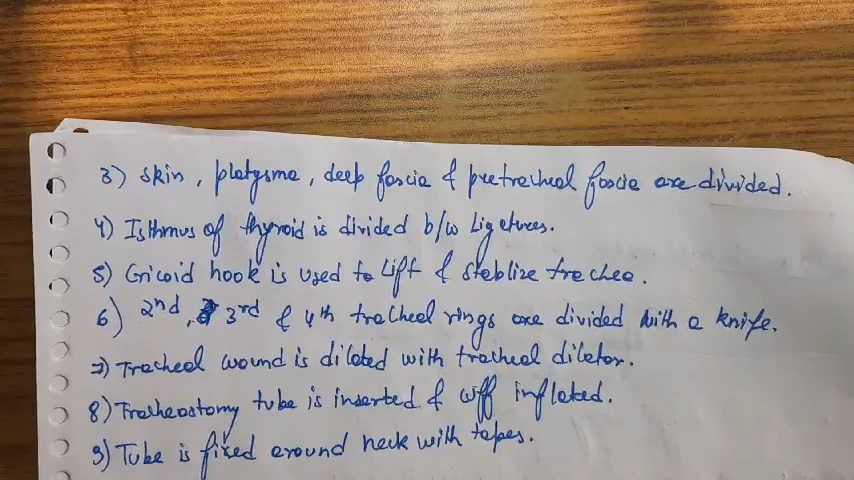 3) Skin, platysma, deep fascia & pretracheal fascia are divided.
4) Isthmus of thyroid is divided b/w Ligatures.
5) Cricoid hook is used to Lift & stablize trachea.
6) 2nd, 3rd & 4th tracheal rings are divided with a knife.
7) Tracheal wound is dilated with tracheal dilator.
8) Tracheostomy tube is inserted & cuff inflated.
9) Tube is fixed around neck with tapes.